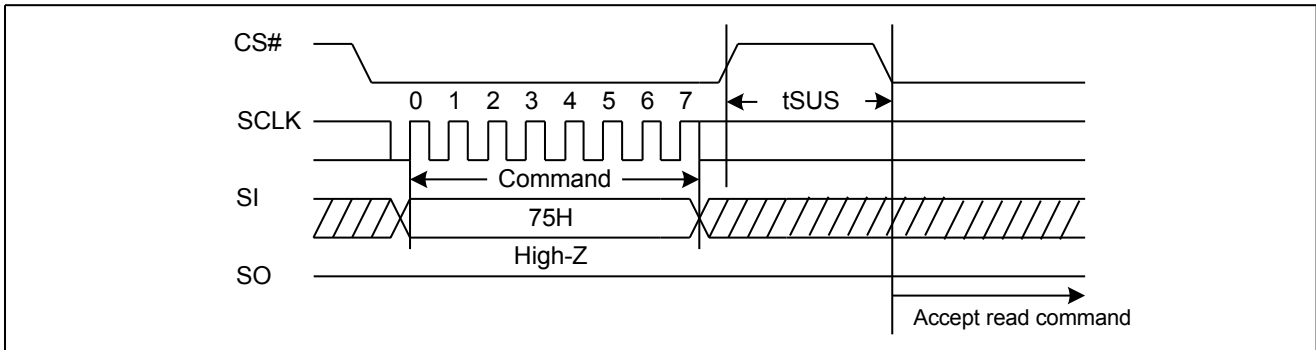 CS#
tSUS
0 1 2 3 4 5 6 7
SCLK
Command
SI
75H
High-Z
SO
Accept read command